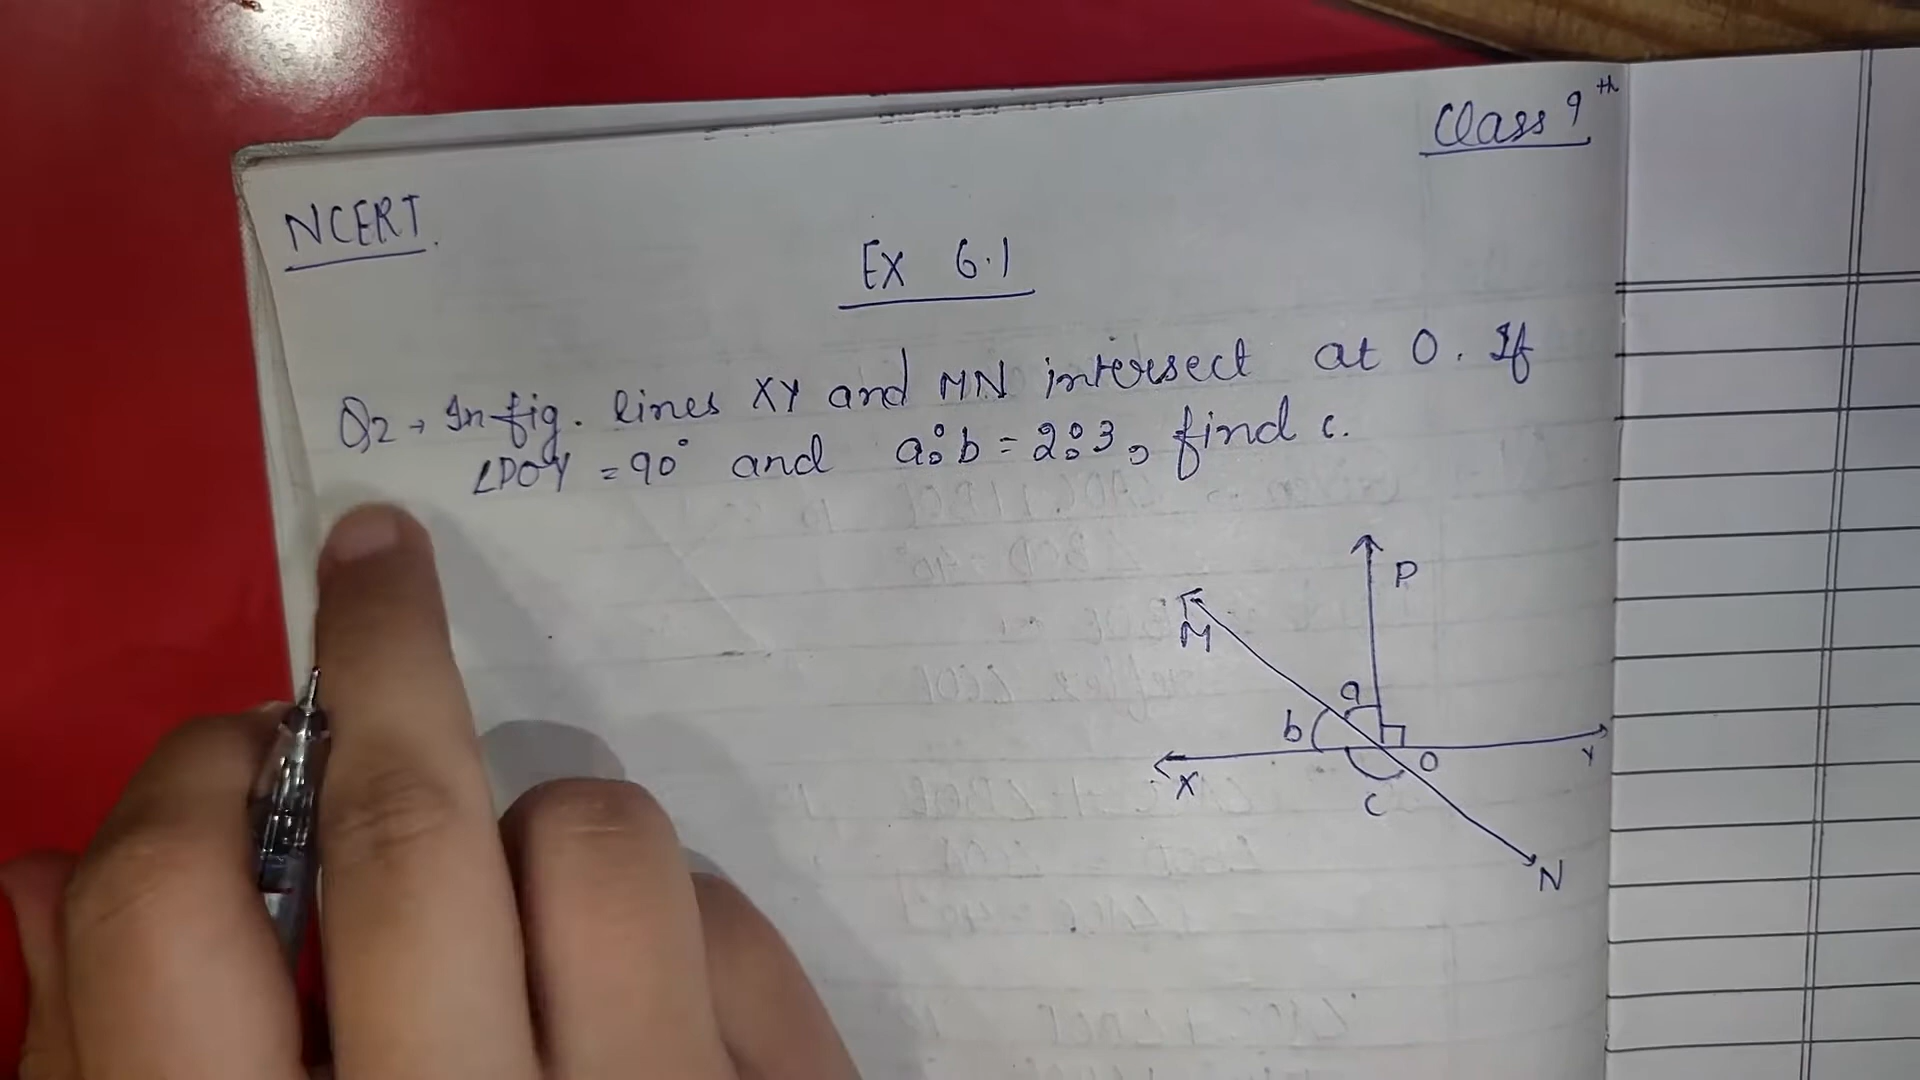 Class 9th
NCERT.
Ex 6.1
Q2→ In fig. lines XY and MN intersect at O. If
∠POY = 90° and a:b = 2:3, find c.
P
M
a
b
O
Y
X
C
N